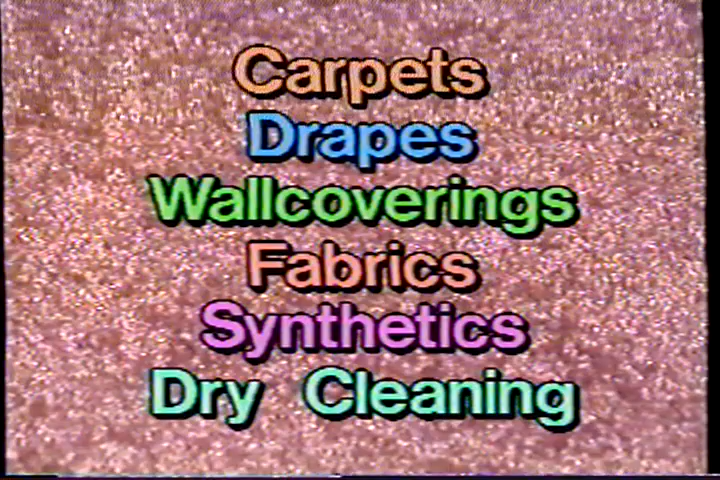 Carpets
Drapes
Wallcoverings
Fabrics
Synthetics
Dry Cleaning